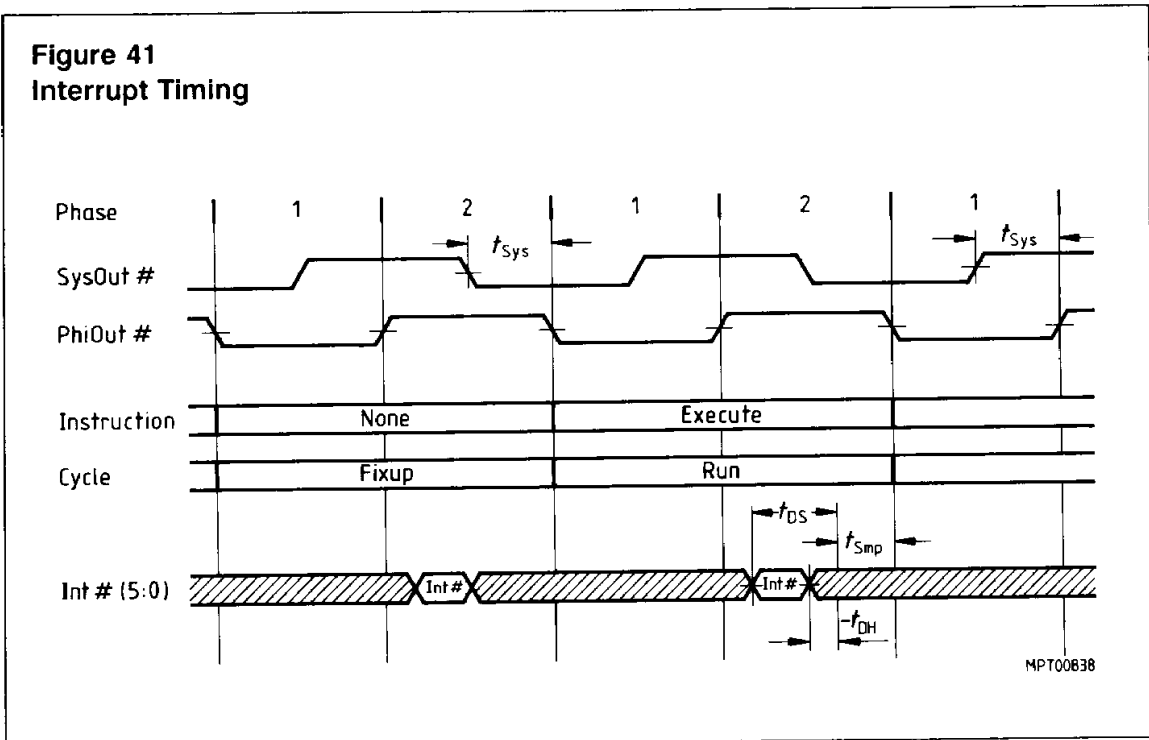 Figure 41
Interrupt Timing
Phase 1 2 1 2 1
tSys tSys
SysOut #
PhiOut #
Instruction None Execute
Cycle Fixup Run
tDS
tSmp
Int # (5:0) Int # Int #
-tDH
MPT00838